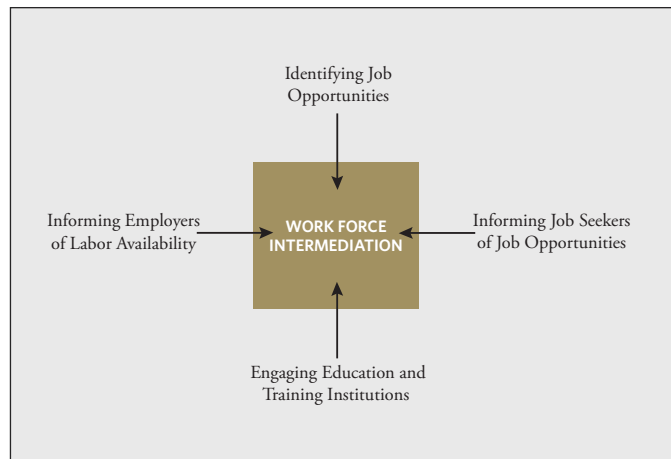 Identifying Job
Opportunities
Informing Employers
of Labor Availability
WORK FORCE
INTERMEDIATION
Informing Job Seekers
of Job Opportunities
Engaging Education and
Training Institutions